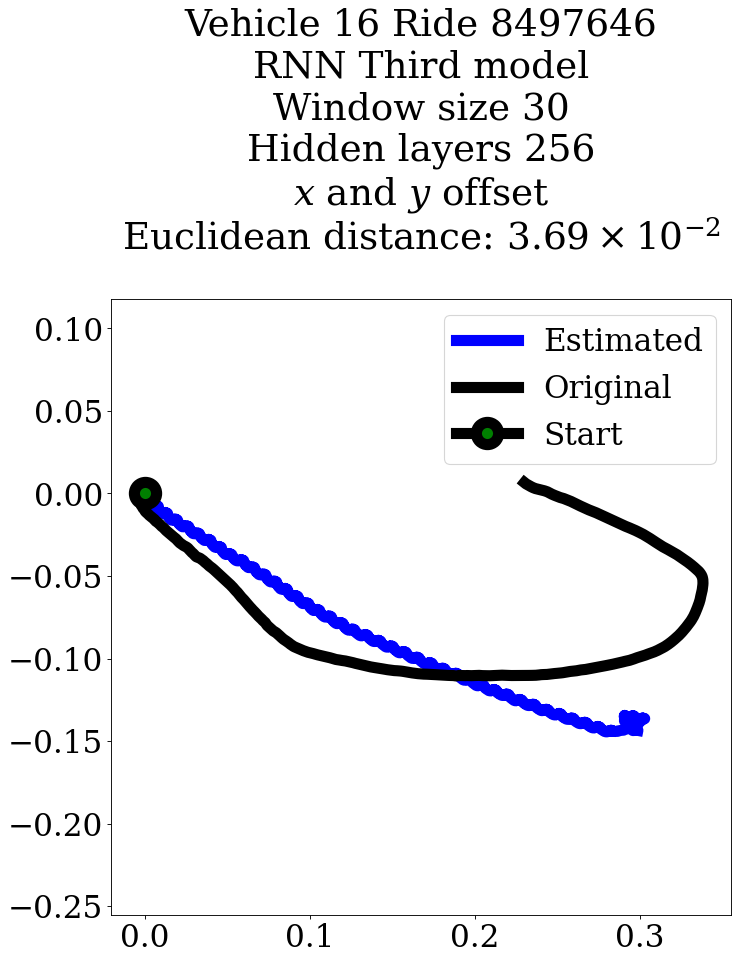 Vehicle 16 Ride 8497646
RNN Third model
Window size 30
Hidden layers 256
x and y offset
Euclidean distance: 3.69 × 10⁻²
Estimated
Original
Start
0.10
0.05
0.00
−0.05
−0.10
−0.15
−0.20
−0.25
0.0 0.1 0.2 0.3